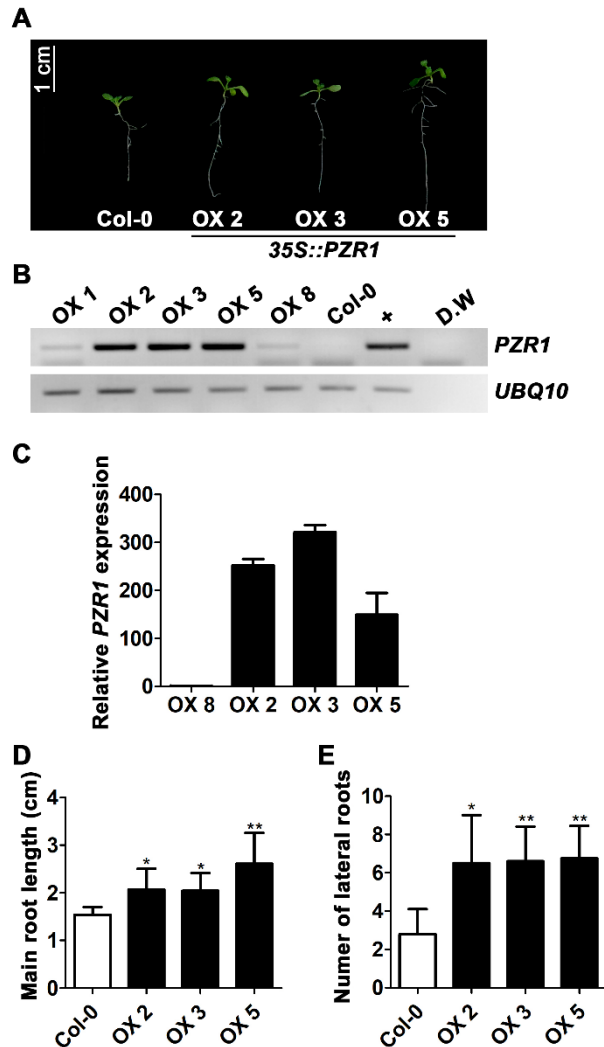 A
1 cm
Col-0 OX 2 OX 3 OX 5
35S::PZR1
B
OX 1 OX 2 OX 3 OX 5 OX 8 Col-0 + D.W
PZR1
UBQ10
C
Relative PZR1 expression
400
300
200
100
0
OX 8 OX 2 OX 3 OX 5
D
Main root length (cm)
4
3
2
1
0
* * **
Col-0 OX 2 OX 3 OX 5
E
Numer of lateral roots
10
8
6
4
2
0
* ** **
Col-0 OX 2 OX 3 OX 5